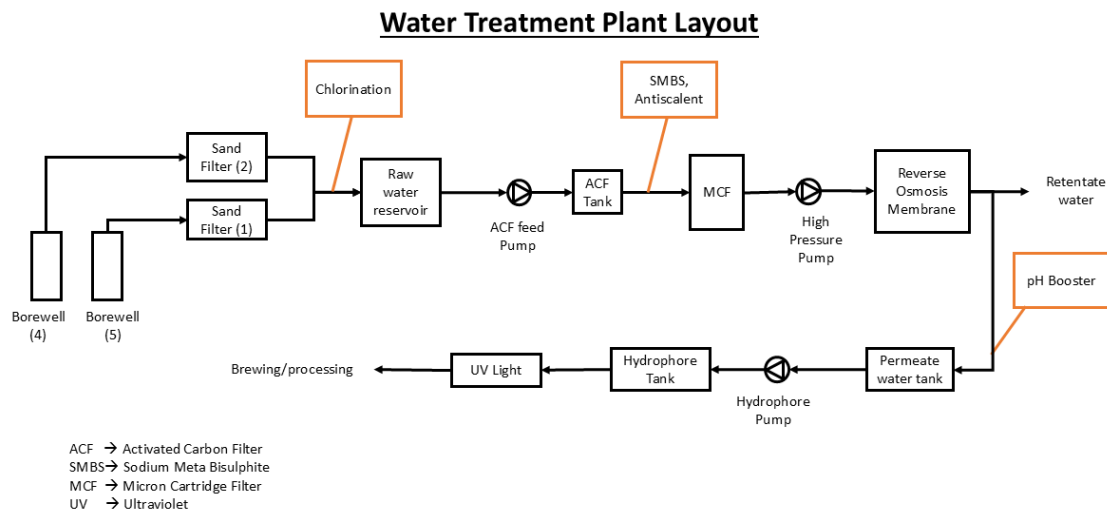 Water Treatment Plant Layout
Chlorination
SMBS,
Antiscalent
Sand
Filter (2)
Sand
Filter (1)
Raw
water
reservoir
ACF feed
Pump
ACF
Tank
MCF
High
Pressure
Pump
Reverse
Osmosis
Membrane
Retentate
water
pH Booster
Borewell
(4)
Borewell
(5)
Brewing/processing
UV Light
Hydrophore
Tank
Hydrophore
Pump
Permeate
water tank
ACF → Activated Carbon Filter
SMBS→ Sodium Meta Bisulphite
MCF → Micron Cartridge Filter
UV → Ultraviolet